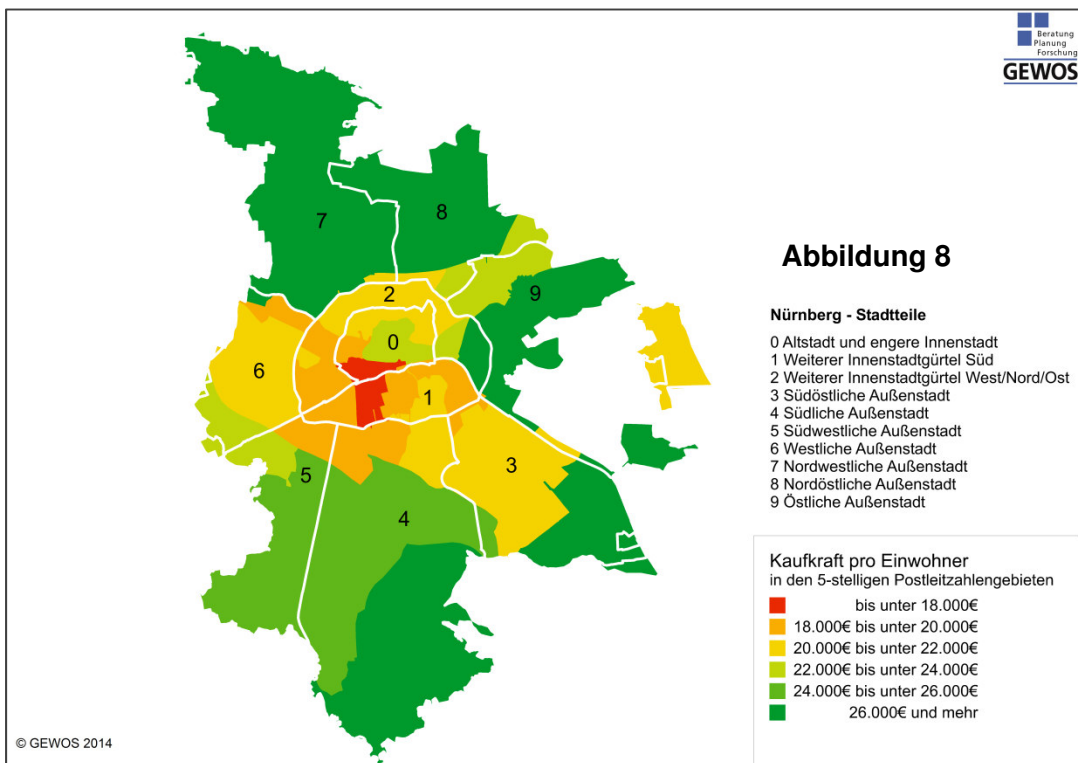 Beratung
Planung
Forschung
GEWOS
7
8
Abbildung 8
2
9
0
6
1
3
5
4
Nürnberg - Stadtteile
0 Altstadt und engere Innenstadt
1 Weiterer Innenstadtgürtel Süd
2 Weiterer Innenstadtgürtel West/Nord/Ost
3 Südöstliche Außenstadt
4 Südliche Außenstadt
5 Südwestliche Außenstadt
6 Westliche Außenstadt
7 Nordwestliche Außenstadt
8 Nordöstliche Außenstadt
9 Östliche Außenstadt
Kaufkraft pro Einwohner
in den 5-stelligen Postleitzahlengebieten
bis unter 18.000€
18.000€ bis unter 20.000€
20.000€ bis unter 22.000€
22.000€ bis unter 24.000€
24.000€ bis unter 26.000€
26.000€ und mehr
© GEWOS 2014